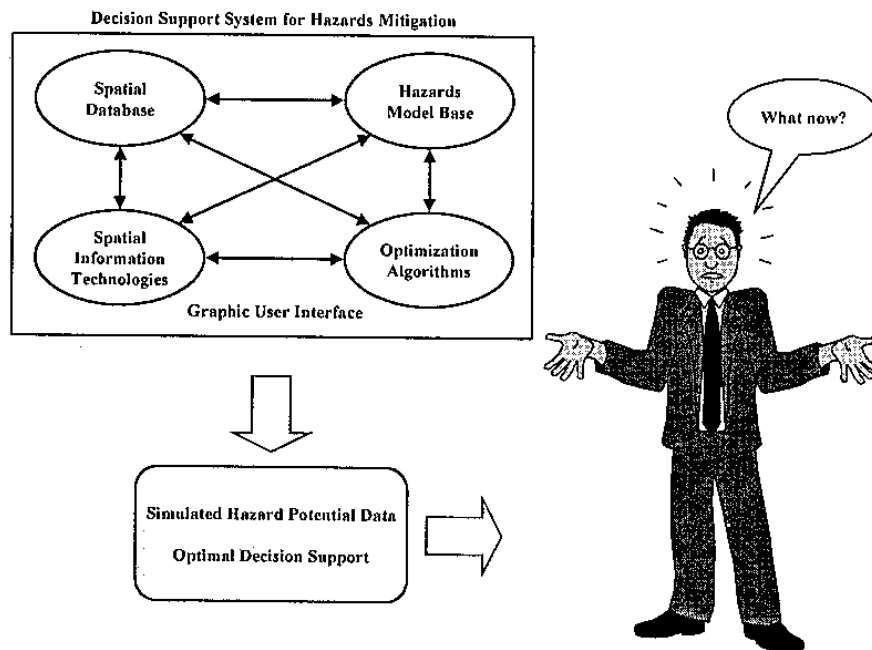 Decision Support System for Hazards Mitigation
Spatial
Database
Hazards
Model Base
Spatial
Information
Technologies
Optimization
Algorithms
Graphic User Interface
What now?
Simulated Hazard Potential Data
Optimal Decision Support